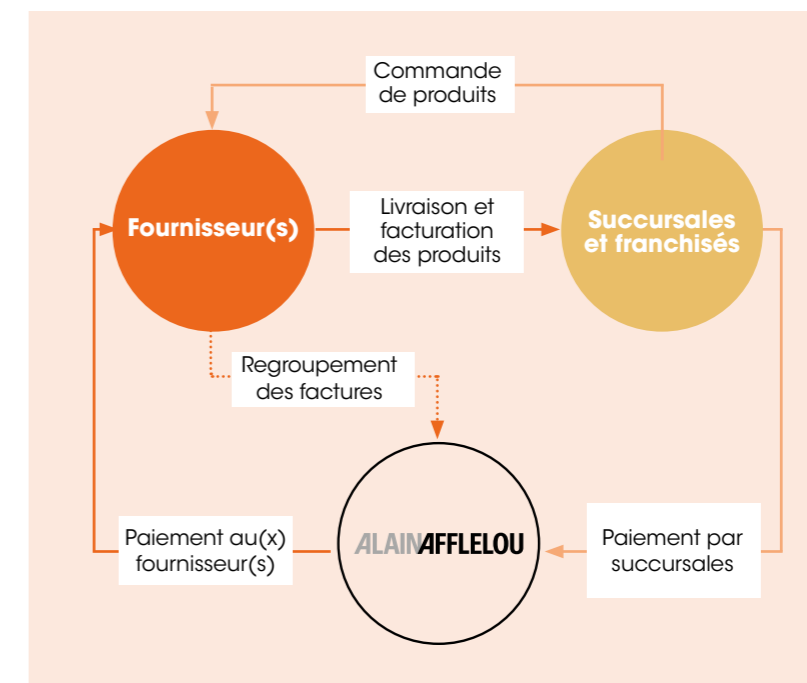 Commande
de produits
Fournisseur(s)
Livraison et
facturation
des produits
Succursales
et franchisés
Regroupement
des factures
Paiement au(x)
fournisseur(s)
ALAINAFFLELOU
Paiement par
succursales